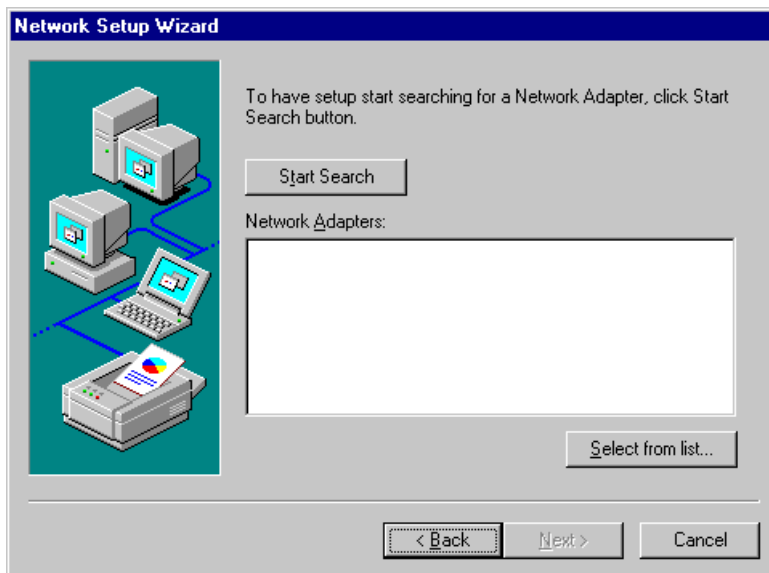 Network Setup Wizard
To have setup start searching for a Network Adapter, click Start
Search button.
Start Search
Network Adapters:
Select from list...
< Back
Next >
Cancel